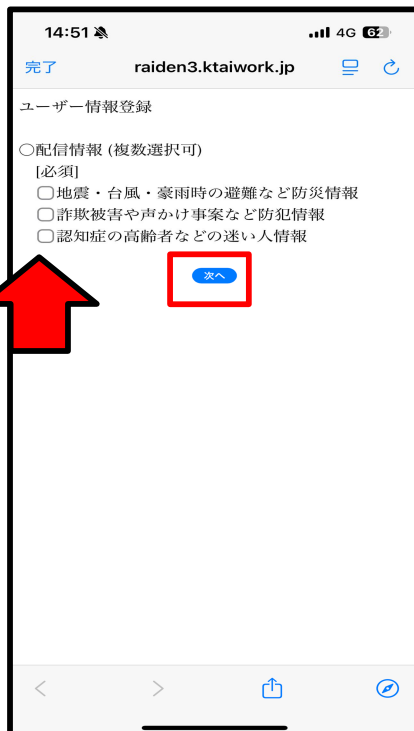 14:51 4G 62
完了 raiden3.ktaiwork.jp
ユーザー情報登録
○配信情報 (複数選択可)
[必須]
地震・台風・豪雨時の避難など防災情報
詐欺被害や声かけ事案など防犯情報
認知症の高齢者などの迷い人情報
次へ